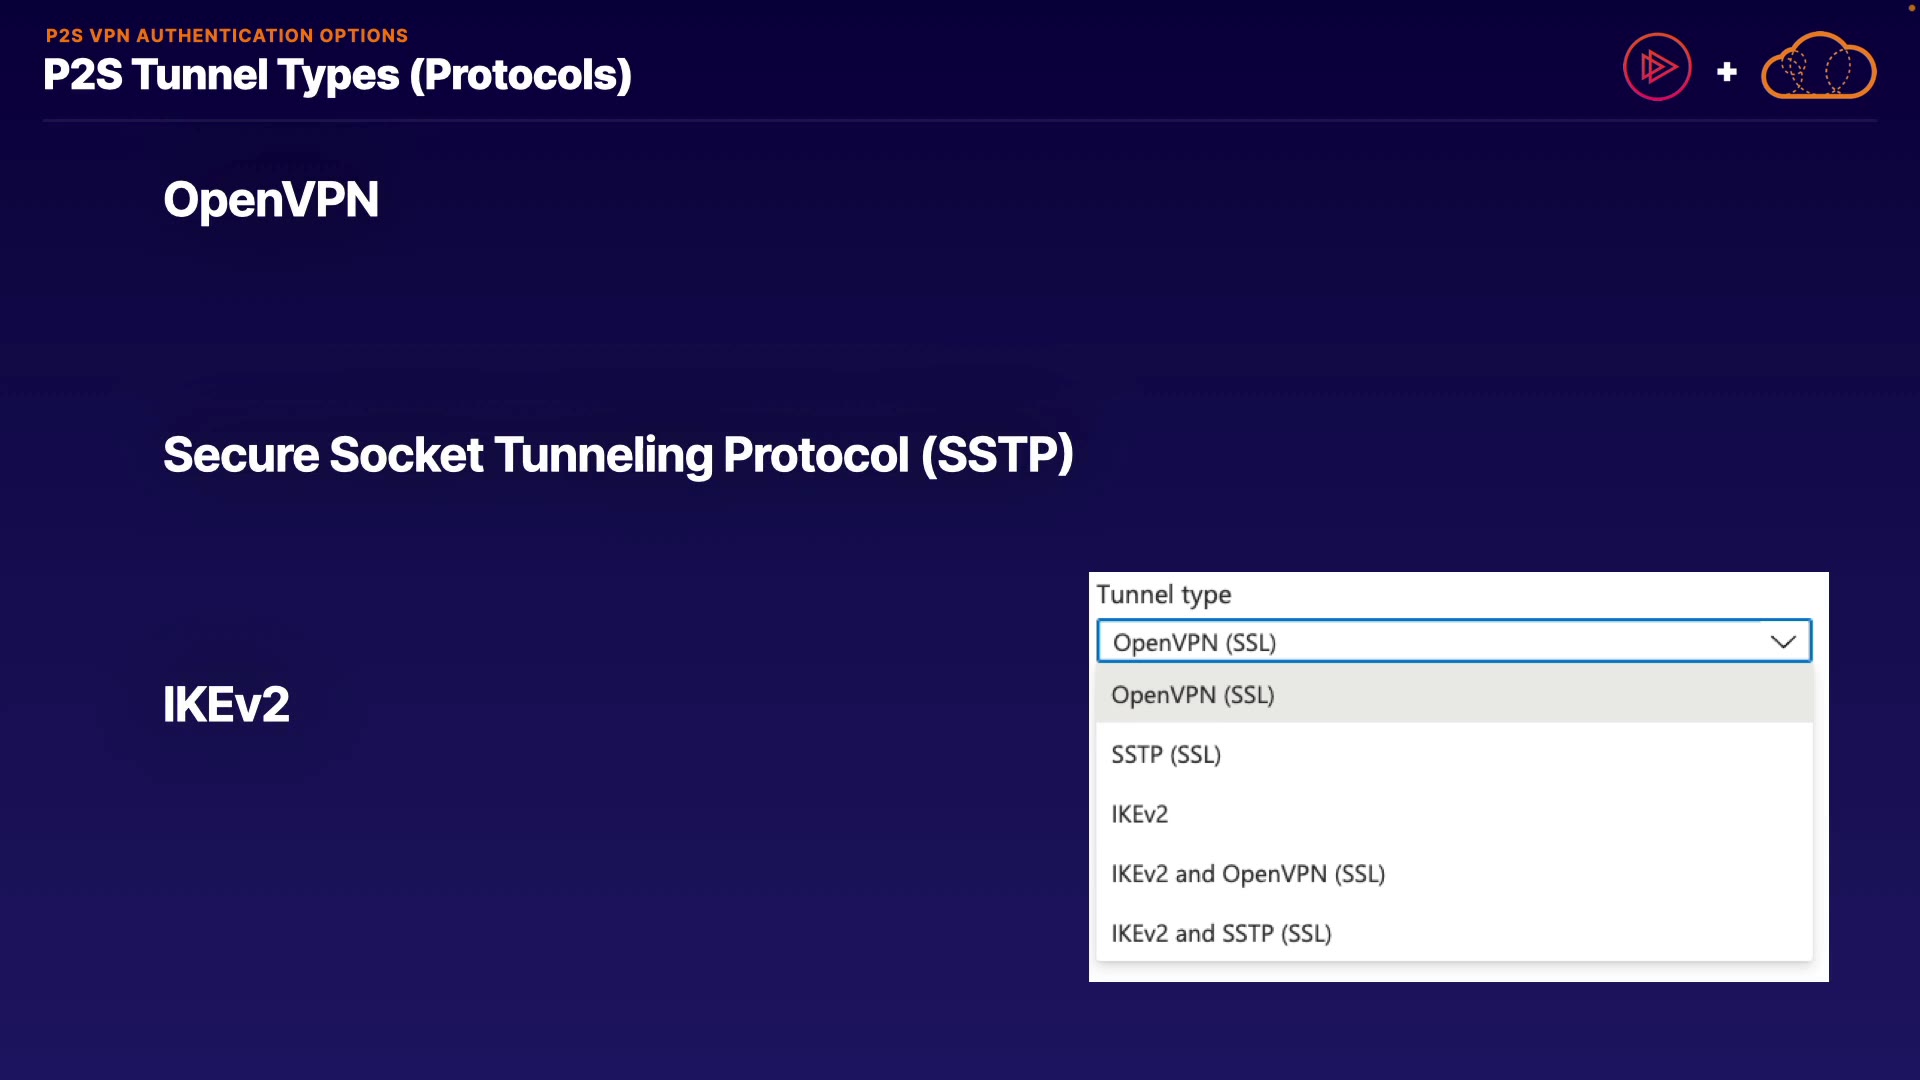 P2S VPN AUTHENTICATION OPTIONS
P2S Tunnel Types (Protocols)
OpenVPN
Secure Socket Tunneling Protocol (SSTP)
IKEv2
Tunnel type
OpenVPN (SSL)
OpenVPN (SSL)
SSTP (SSL)
IKEv2
IKEv2 and OpenVPN (SSL)
IKEv2 and SSTP (SSL)